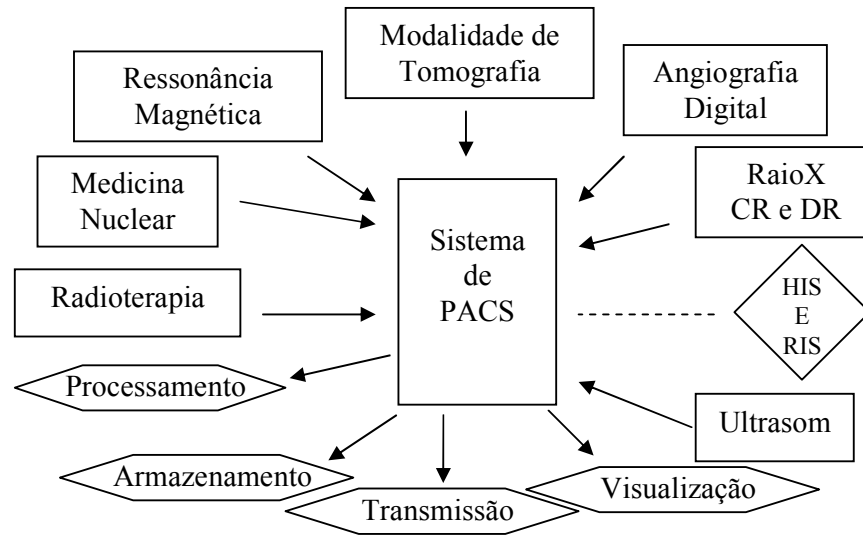 Modalidade de
Tomografia
Ressonância
Magnética
Angiografia
Digital
Medicina
Nuclear
RaioX
CR e DR
Sistema
de
PACS
Radioterapia
HIS
E
RIS
Processamento
Ultrasom
Armazenamento
Transmissão
Visualização